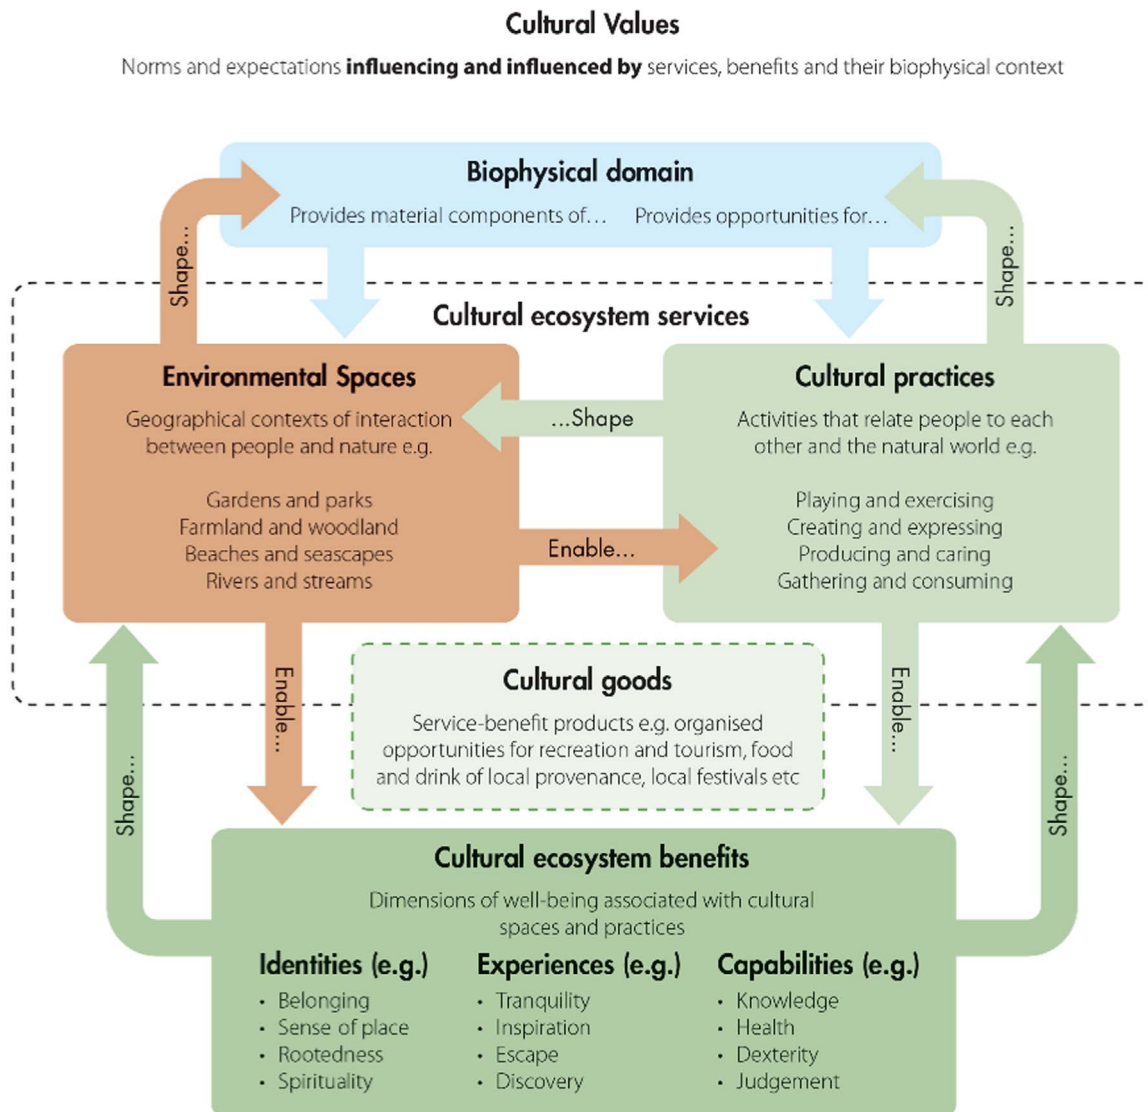 Cultural Values
Norms and expectations influencing and influenced by services, benefits and their biophysical context
Biophysical domain
Provides material components of…
Provides opportunities for…
Shape…
Shape…
Cultural ecosystem services
Environmental Spaces
Geographical contexts of interaction
between people and nature e.g.
Gardens and parks
Farmland and woodland
Beaches and seascapes
Rivers and streams
…Shape
Enable…
Cultural practices
Activities that relate people to each
other and the natural world e.g.
Playing and exercising
Creating and expressing
Producing and caring
Gathering and consuming
Enable…
Cultural goods
Service-benefit products e.g. organised
opportunities for recreation and tourism, food
and drink of local provenance, local festivals etc
Enable…
Shape…
Shape…
Cultural ecosystem benefits
Dimensions of well-being associated with cultural
spaces and practices
Identities (e.g.)
• Belonging
• Sense of place
• Rootedness
• Spirituality
Experiences (e.g.)
• Tranquility
• Inspiration
• Escape
• Discovery
Capabilities (e.g.)
• Knowledge
• Health
• Dexterity
• Judgement